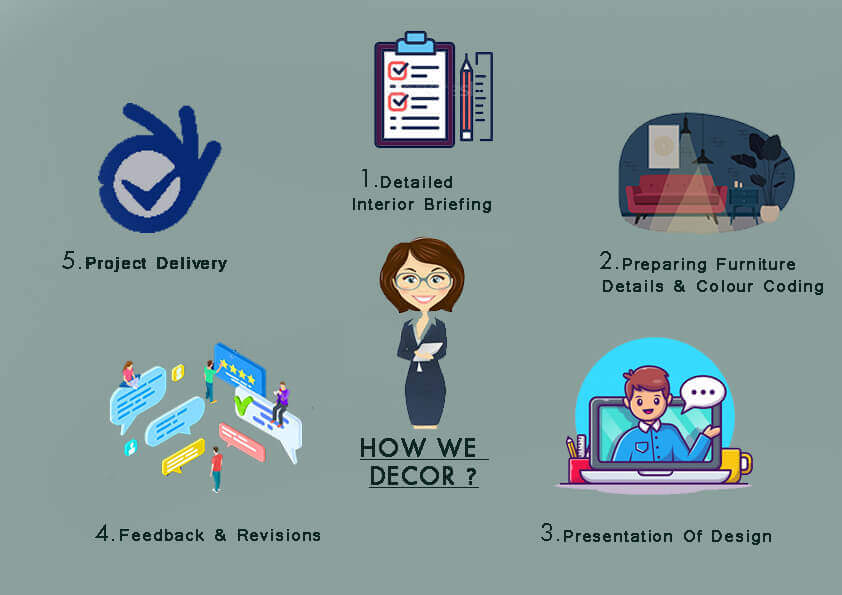 1.Detailed
Interior Briefing
2.Preparing Furniture
Details & Colour Coding
3.Presentation Of Design
4.Feedback & Revisions
5.Project Delivery
HOW WE
DECOR ?